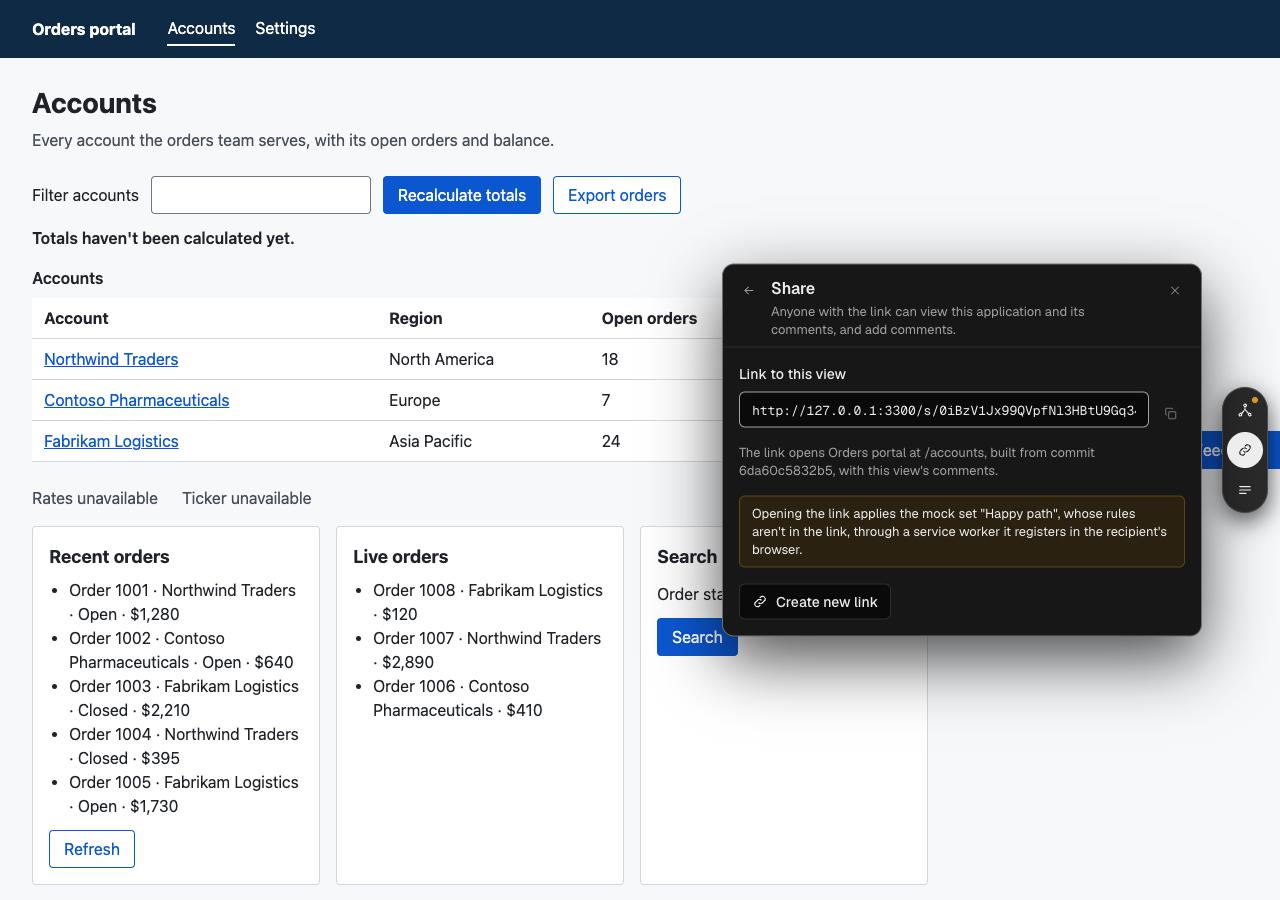 Orders portal
Accounts
Settings
Accounts
Every account the orders team serves, with its open orders and balance.
Filter accounts
Recalculate totals
Export orders
Totals haven't been calculated yet.
Accounts
Account Region Open orders
Northwind Traders North America 18
Contoso Pharmaceuticals Europe 7
Fabrikam Logistics Asia Pacific 24
Rates unavailable
Ticker unavailable
Recent orders
Order 1001 · Northwind Traders
· Open · $1,280
Order 1002 · Contoso
Pharmaceuticals · Open · $640
Order 1003 · Fabrikam Logistics
· Closed · $2,210
Order 1004 · Northwind Traders
· Closed · $395
Order 1005 · Fabrikam Logistics
· Open · $1,730
Refresh
Live orders
Order 1008 · Fabrikam Logistics
· $120
Order 1007 · Northwind Traders
· $2,890
Order 1006 · Contoso
Pharmaceuticals · $410
Search
Order sta
Search
Share
Anyone with the link can view this application and its
comments, and add comments.
Link to this view
http://127.0.0.1:3300/s/0iBzV1Jx99QVpfNl3HBtU9Gq3
The link opens Orders portal at /accounts, built from commit
6da60c5832b5, with this view's comments.
Opening the link applies the mock set "Happy path", whose rules
aren't in the link, through a service worker it registers in the recipient's
browser.
Create new link